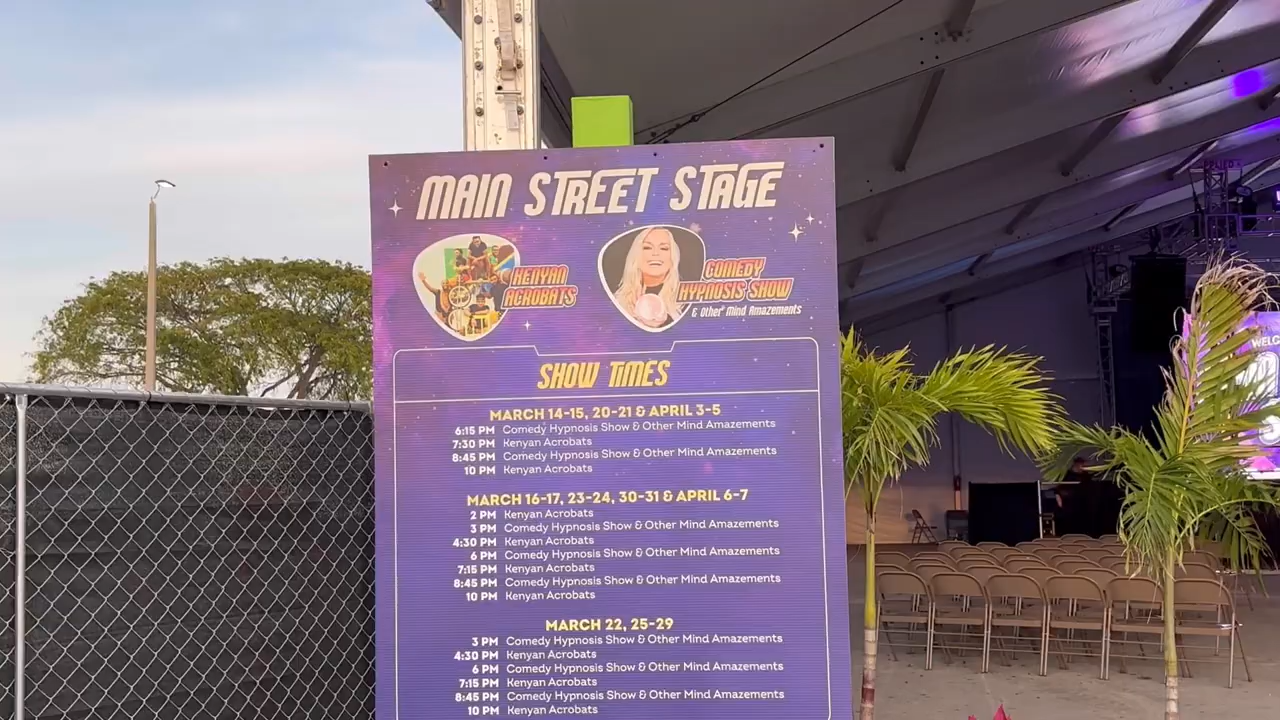 MAIN STREET STAGE
KENYAN
ACROBATS
COMEDY
HYPNOSIS SHOW
& Other Mind Amazements
SHOW TIMES
MARCH 14-15, 20-21 & APRIL 3-5
6:15 PM Comedy Hypnosis Show & Other Mind Amazements
7:30 PM Kenyan Acrobats
8:45 PM Comedy Hypnosis Show & Other Mind Amazements
10 PM Kenyan Acrobats
MARCH 16-17, 23-24, 30-31 & APRIL 6-7
2 PM Kenyan Acrobats
3 PM Comedy Hypnosis Show & Other Mind Amazements
4:30 PM Kenyan Acrobats
6 PM Comedy Hypnosis Show & Other Mind Amazements
7:15 PM Kenyan Acrobats
8:45 PM Comedy Hypnosis Show & Other Mind Amazements
10 PM Kenyan Acrobats
MARCH 22, 25-29
3 PM Comedy Hypnosis Show & Other Mind Amazements
4:30 PM Kenyan Acrobats
6 PM Comedy Hypnosis Show & Other Mind Amazements
7:15 PM Kenyan Acrobats
8:45 PM Comedy Hypnosis Show & Other Mind Amazements
10 PM Kenyan Acrobats
WELC